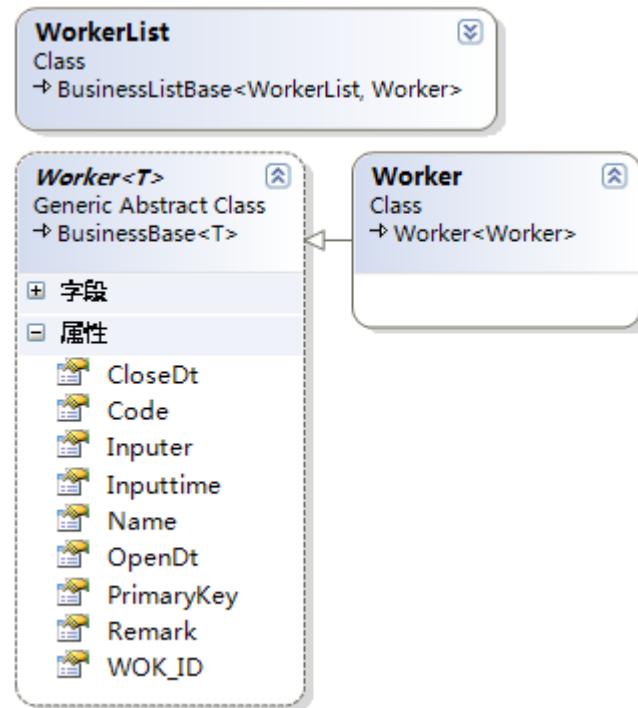 WorkerList
Class
BusinessListBase<WorkerList, Worker>
Worker<T>
Generic Abstract Class
BusinessBase<T>
字段
属性
CloseDt
Code
Inputer
Inputtime
Name
OpenDt
PrimaryKey
Remark
WOK_ID
Worker
Class
Worker<Worker>